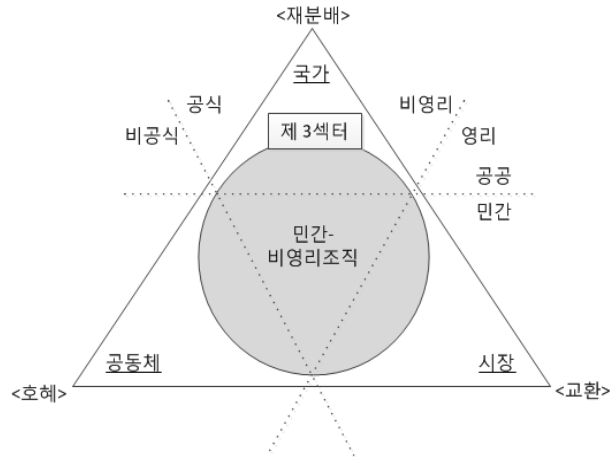 <재분배>
국가
공식
비영리
비공식
제 3섹터
영리
공공
민간
민간-
비영리조직
공동체
시장
<호혜>
<교환>